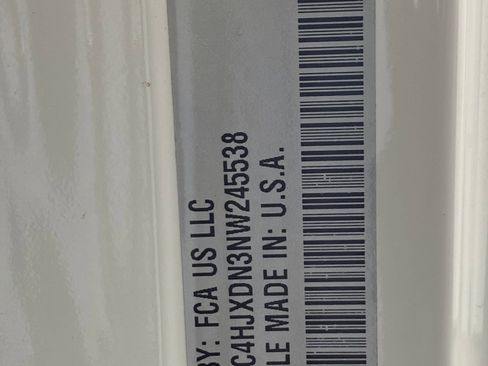 BY: FCA US LLC
C4HJXDN3NW245538
LE MADE IN: U.S.A.